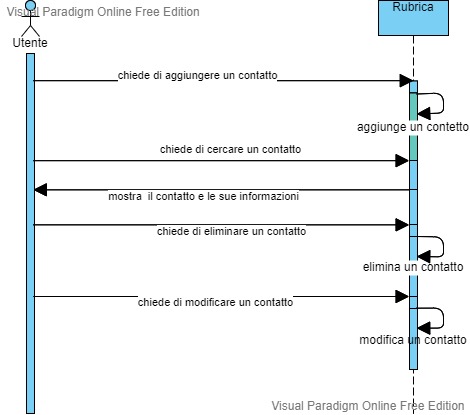 Visual Paradigm Online Free Edition
Rubrica
Utente
chiede di aggiungere un contatto
aggiunge un contetto
chiede di cercare un contatto
mostra il contatto e le sue informazioni
chiede di eliminare un contatto
elimina un contatto
chiede di modificare un contatto
modifica un contatto
Visual Paradigm Online Free Edition